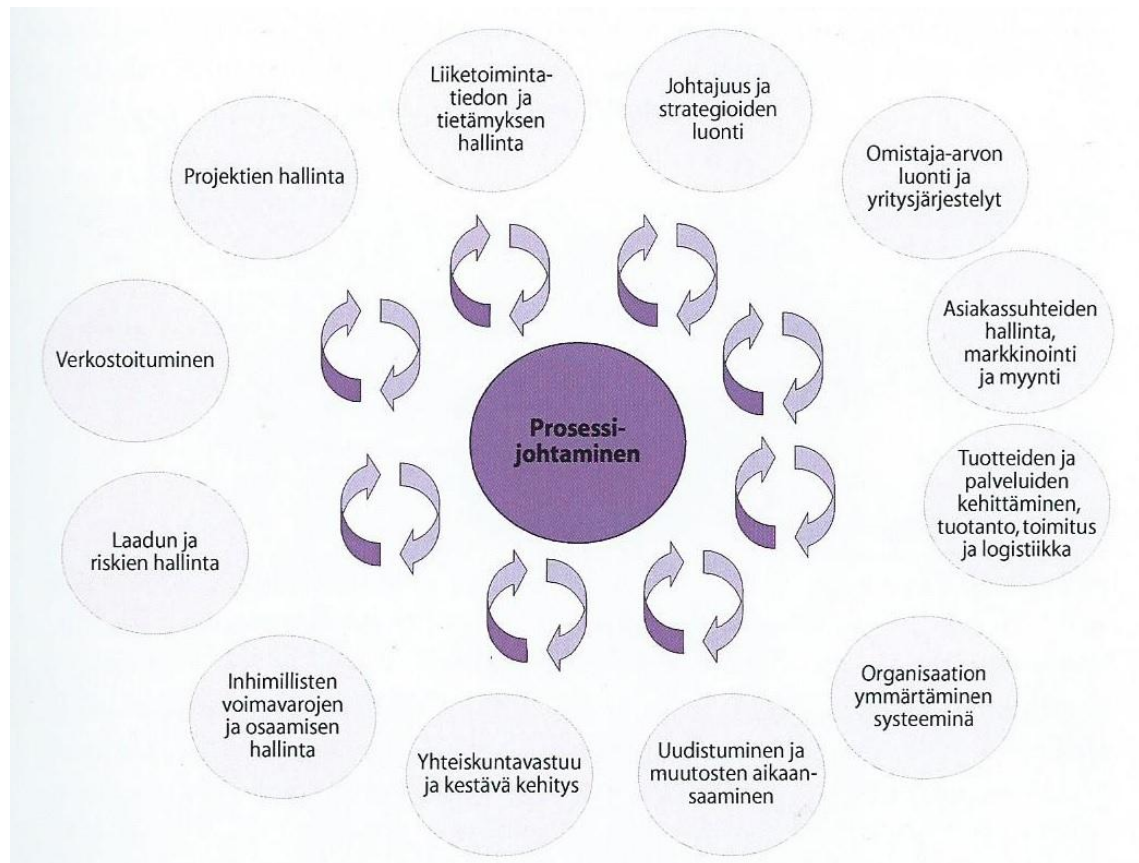 Liiketoiminta-
tiedon ja
tietämyksen
hallinta
Johtajuus ja
strategioiden
luonti
Omistaja-arvon
luonti ja
yritysjärjestelyt
Asiakassuhteiden
hallinta,
markkinointi
ja myynti
Tuotteiden ja
palveluiden
kehittäminen,
tuotanto, toimitus
ja logistiikka
Organisaation
ymmärtäminen
systeeminä
Uudistuminen ja
muutosten aikaan-
saaminen
Yhteiskuntavastuu
ja kestävä kehitys
Inhimillisten
voimavarojen
ja osaamisen
hallinta
Laadun ja
riskien hallinta
Verkostoituminen
Projektien hallinta
Prosessi-
johtaminen